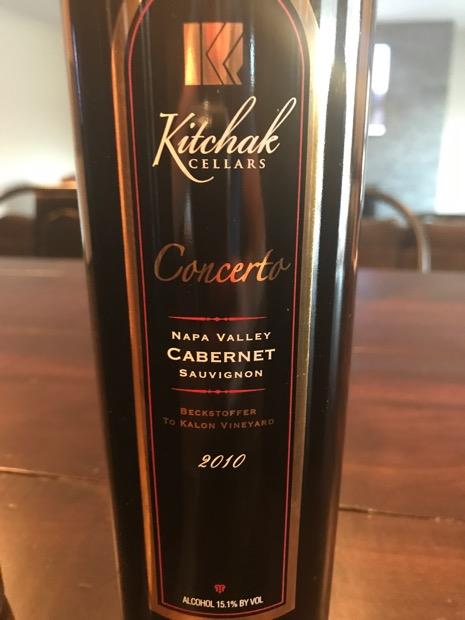 Kitchak
CELLARS
Concerto
NAPA VALLEY
CABERNET
SAUVIGNON
BECKSTOFFER
TO KALON VINEYARD
2010
ALCOHOL 15.1% BY VOL